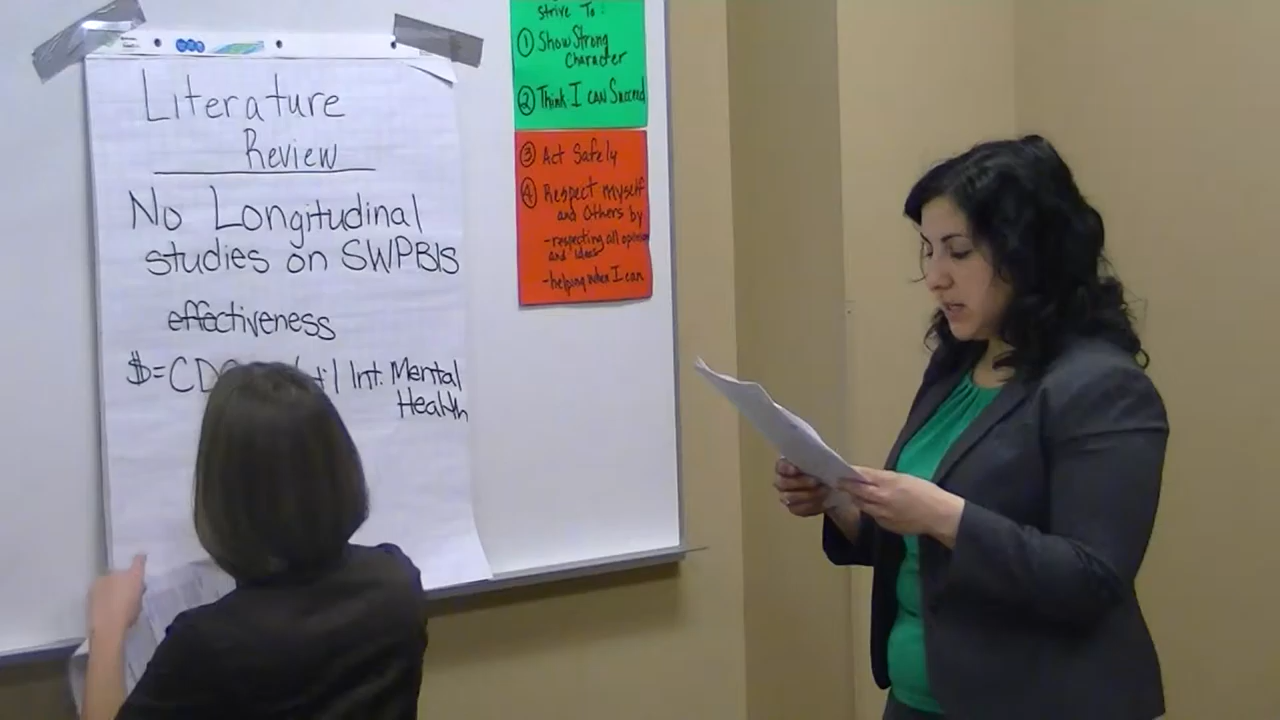 Literature
Review
No Longitudinal
studies on SWPBIS
effectiveness
$= CDC Int. Mental
Health
strive To:
① Show Strong
Character
② Think I can Succeed
③ Act Safely
④ Respect myself
and Others by
-respecting all opinions
and ideas
-helping when I can